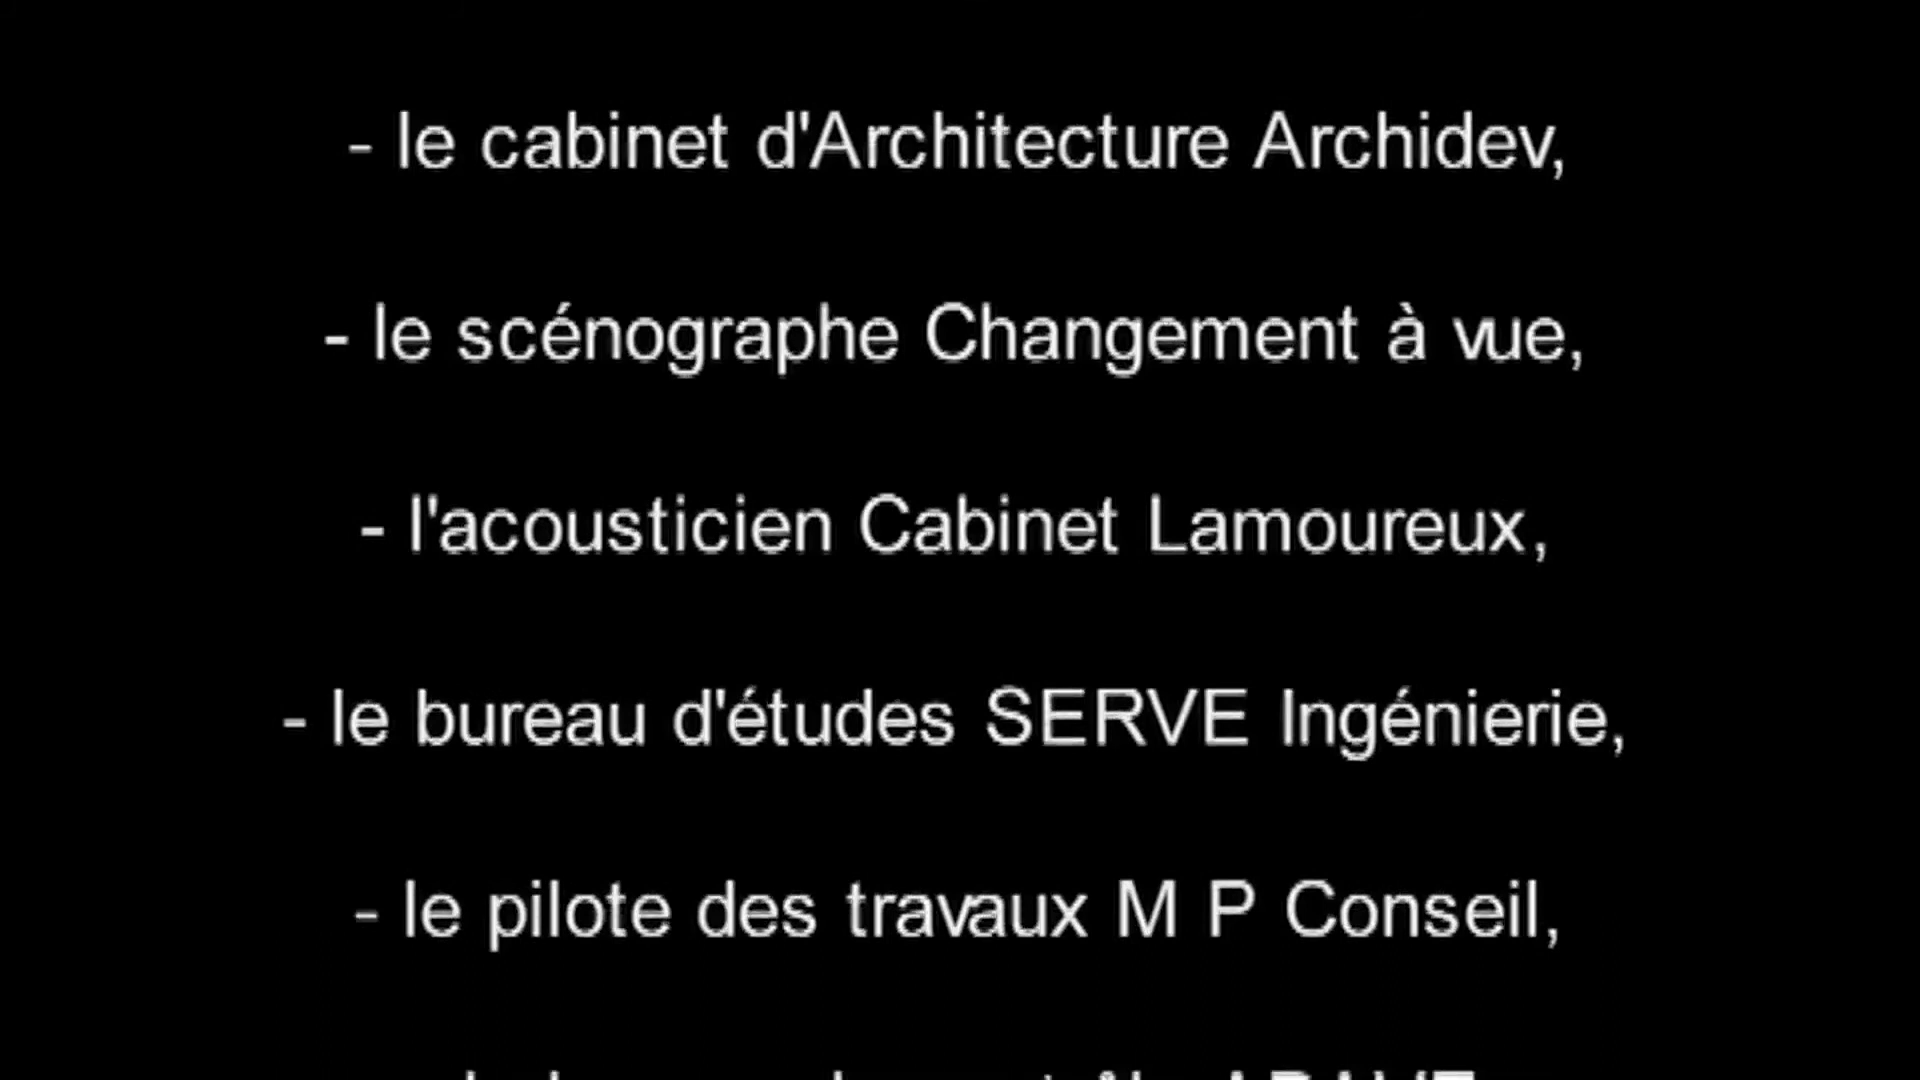 - le cabinet d'Architecture Archidev,
- le scénographe Changement à vue,
- l'acousticien Cabinet Lamoureux,
- le bureau d'études SERVE Ingénierie,
- le pilote des travaux M P Conseil,